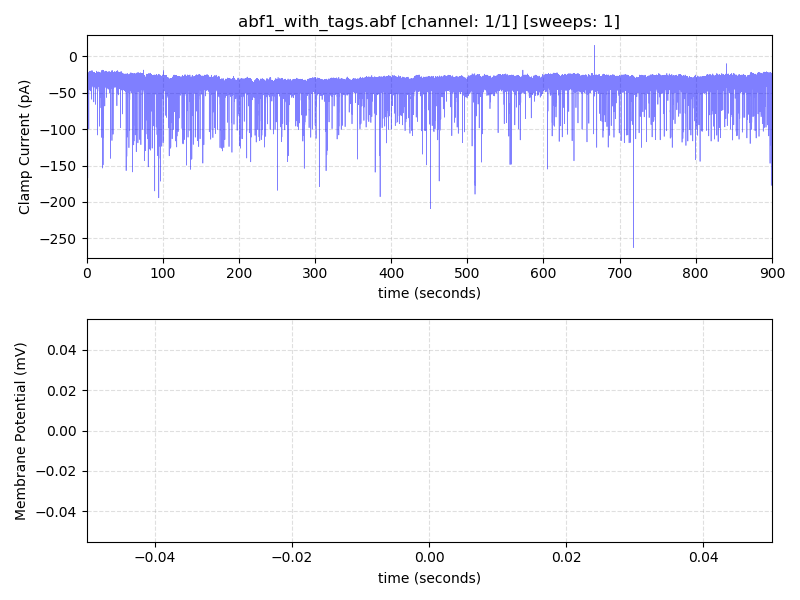 abf1_with_tags.abf [channel: 1/1] [sweeps: 1]
Clamp Current (pA)
0
−50
−100
−150
−200
−250
0 100 200 300 400 500 600 700 800 900
time (seconds)
Membrane Potential (mV)
0.04
0.02
0.00
−0.02
−0.04
−0.04 −0.02 0.00 0.02 0.04
time (seconds)